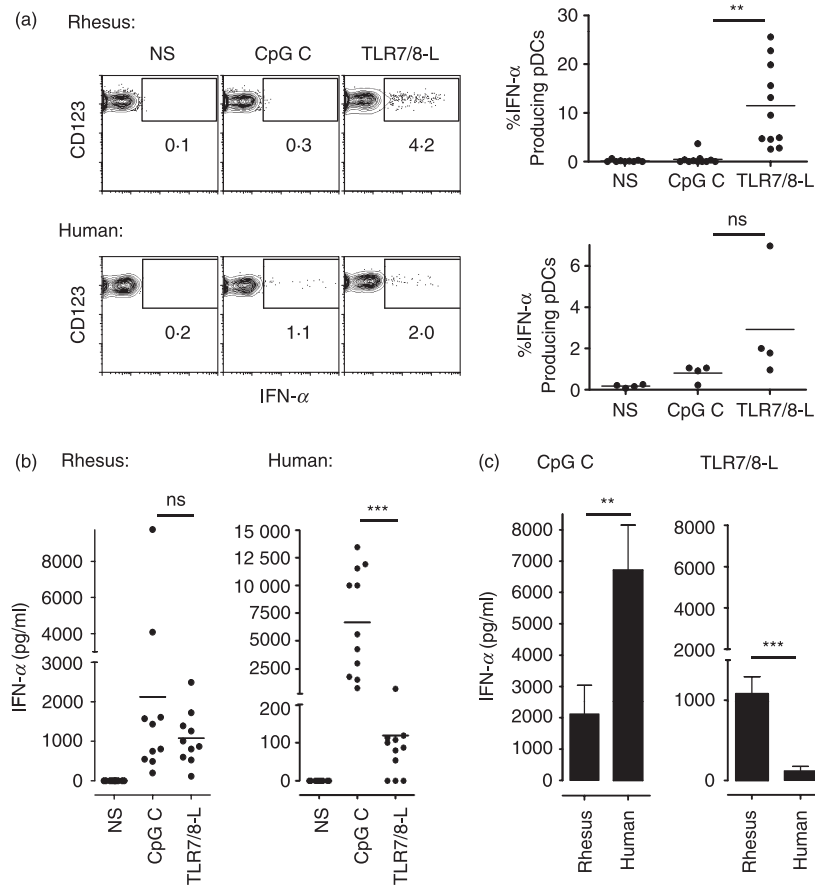 (a)
Rhesus:
NS
CpG C
TLR7/8-L
CD123
0·1
0·3
4·2
Human:
CD123
0·2
1·1
2·0
IFN-α
%IFN-α
Producing pDCs
30
20
10
0
**
NS
CpG C
TLR7/8-L
%IFN-α
Producing pDCs
6
4
2
0
ns
NS
CpG C
TLR7/8-L
(b)
Rhesus:
IFN-α (pg/ml)
8000
4000
3000
2000
1000
0
ns
NS
CpG C
TLR7/8-L
Human:
15 000
12 500
10 000
7500
5000
2500
200
100
0
***
NS
CpG C
TLR7/8-L
(c)
CpG C
IFN-α (pg/ml)
8000
7000
6000
5000
4000
3000
2000
1000
0
**
Rhesus
Human
TLR7/8-L
8000
6000
4000
2000
1000
0
***
Rhesus
Human